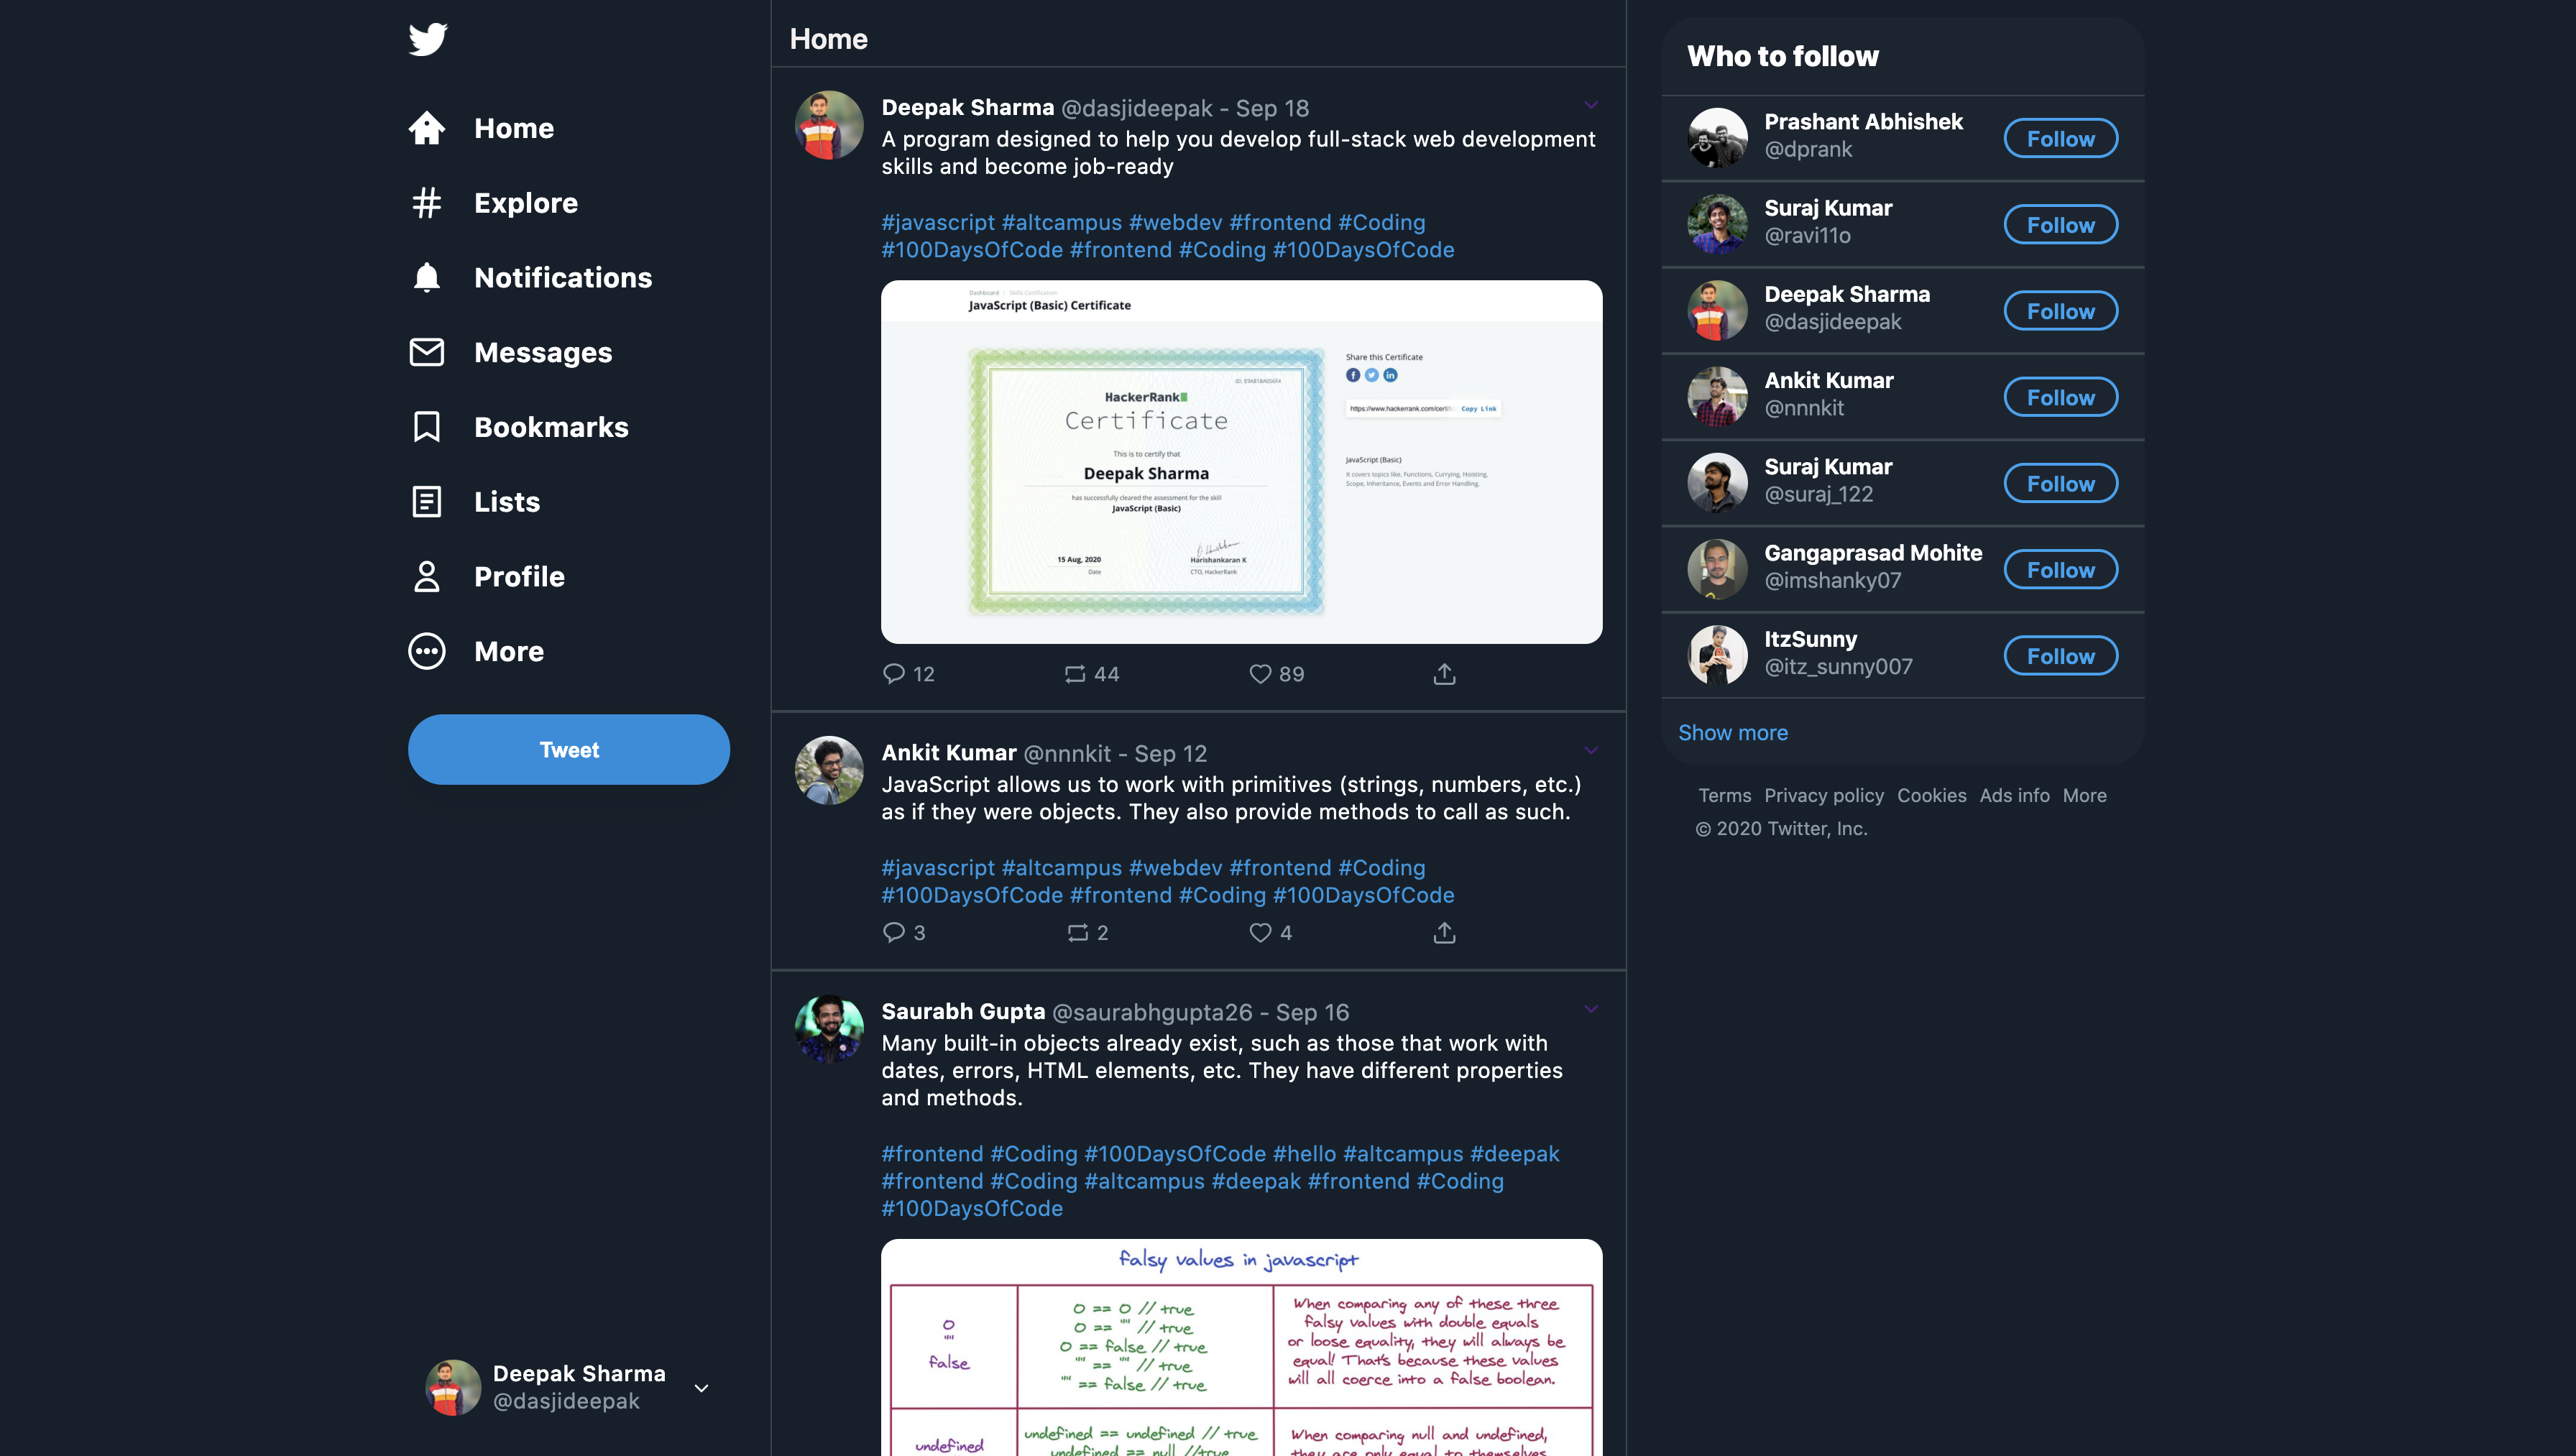 Home
Explore
Notifications
Messages
Bookmarks
Lists
Profile
More
Tweet
Deepak Sharma
@dasjideepak
Home
Deepak Sharma @dasjideepak - Sep 18
A program designed to help you develop full-stack web development
skills and become job-ready
#javascript #altcampus #webdev #frontend #Coding
#100DaysOfCode #frontend #Coding #100DaysOfCode
Dashboard | Skills Certification
JavaScript (Basic) Certificate
HackerRank
Certificate
This is to certify that
Deepak Sharma
has successfully cleared the assessment for the skill
JavaScript (Basic)
15 Aug, 2020
Date
Harishankaran K
CTO, HackerRank
Share this Certificate
https://www.hackerrank.com/certific Copy Link
JavaScript (Basic)
It covers topics like, Functions, Currying, Hoisting,
Scope, Inheritance, Events and Error Handling.
12 44 89
Ankit Kumar @nnnkit - Sep 12
JavaScript allows us to work with primitives (strings, numbers, etc.)
as if they were objects. They also provide methods to call as such.
#javascript #altcampus #webdev #frontend #Coding
#100DaysOfCode #frontend #Coding #100DaysOfCode
3 2 4
Saurabh Gupta @saurabhgupta26 - Sep 16
Many built-in objects already exist, such as those that work with
dates, errors, HTML elements, etc. They have different properties
and methods.
#frontend #Coding #100DaysOfCode #hello #altcampus #deepak
#frontend #Coding #altcampus #deepak #frontend #Coding
#100DaysOfCode
falsy values in javascript
0
""
false
0 == 0 // true
0 == "" // true
0 == false // true
"" == "" // true
"" == false // true
When comparing any of these three
falsy values with double equals
or loose equality, they will always be
equal! That's because these values
will all coerce into a false boolean.
undefined
undefined == undefined // true
undefined == null //true
When comparing null and undefined,
they are only equal to themselves
Who to follow
Prashant Abhishek
@dprank
Follow
Suraj Kumar
@ravi11o
Follow
Deepak Sharma
@dasjideepak
Follow
Ankit Kumar
@nnnkit
Follow
Suraj Kumar
@suraj_122
Follow
Gangaprasad Mohite
@imshanky07
Follow
ItzSunny
@itz_sunny007
Follow
Show more
Terms Privacy policy Cookies Ads info More
© 2020 Twitter, Inc.